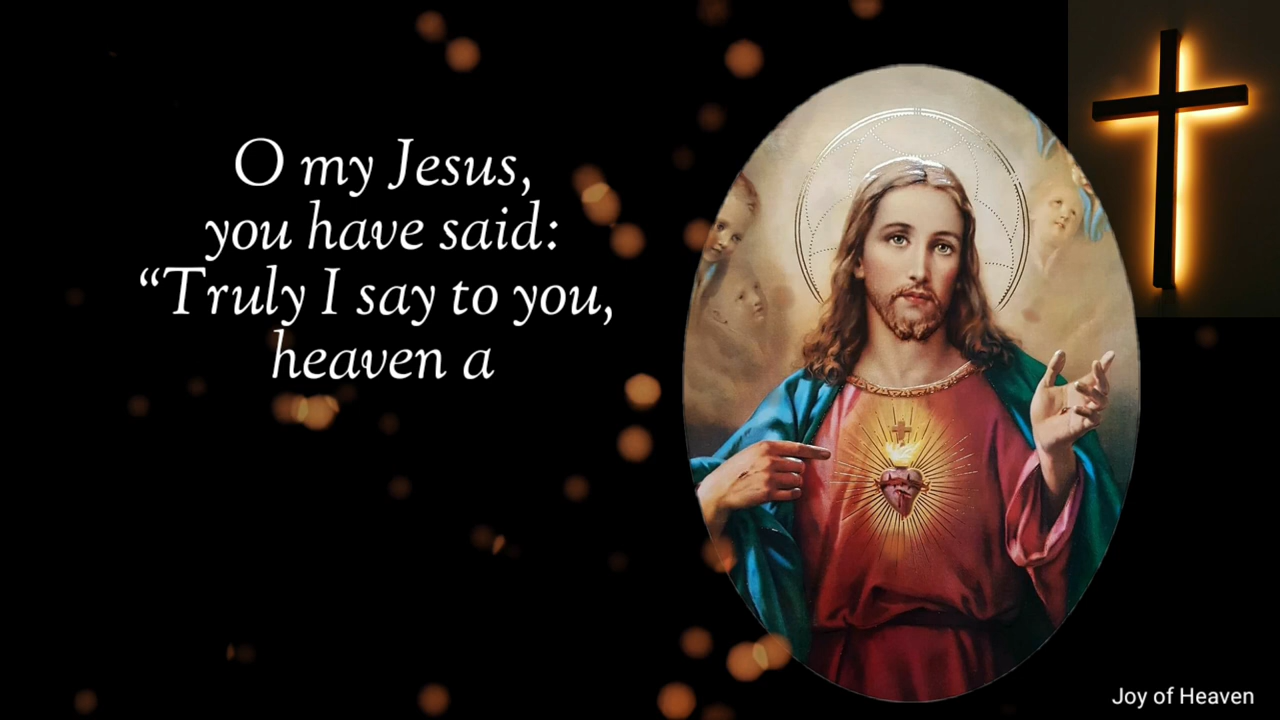 O my Jesus,
you have said:
“Truly I say to you,
heaven a
Joy of Heaven